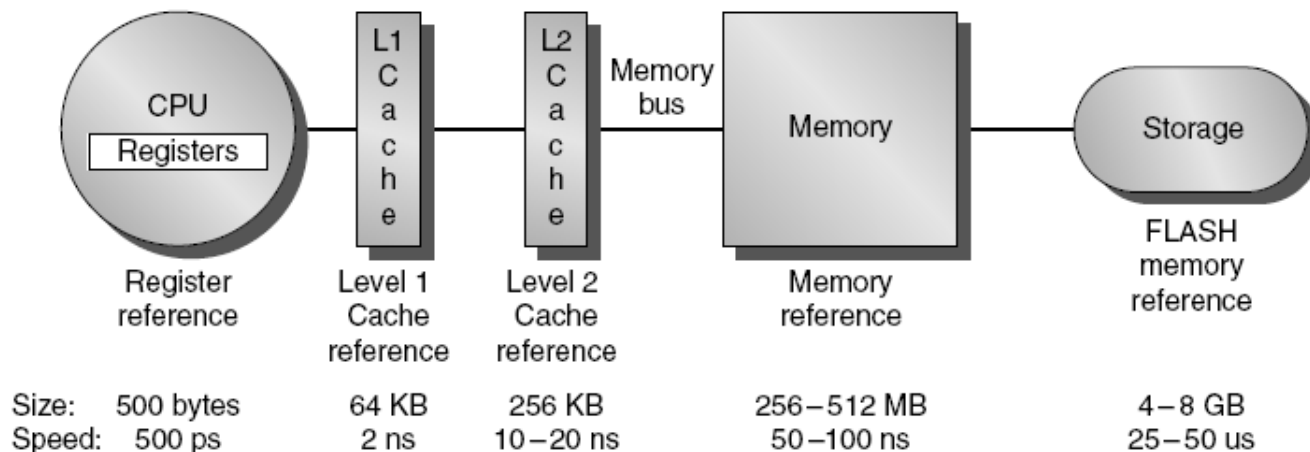 CPU
Registers
L1
C
a
c
h
e
L2
C
a
c
h
e
Memory
bus
Memory
Storage
Register
reference
Level 1
Cache
reference
Level 2
Cache
reference
Memory
reference
FLASH
memory
reference
Size: 500 bytes 64 KB 256 KB 256–512 MB 4–8 GB
Speed: 500 ps 2 ns 10–20 ns 50–100 ns 25–50 us